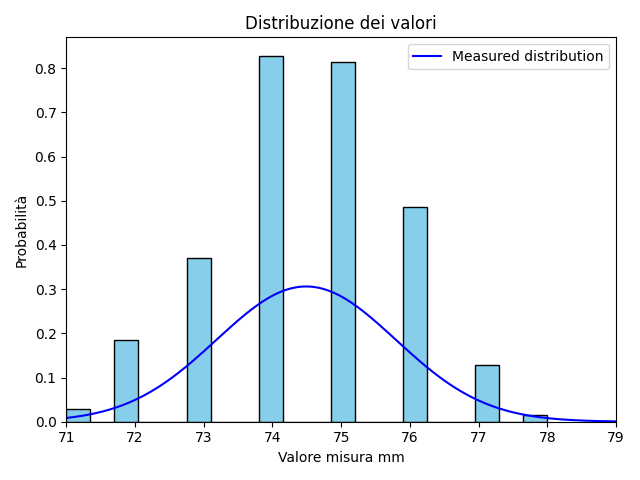 Distribuzione dei valori
Measured distribution
Probabilità
0.8
0.7
0.6
0.5
0.4
0.3
0.2
0.1
0.0
71 72 73 74 75 76 77 78 79
Valore misura mm